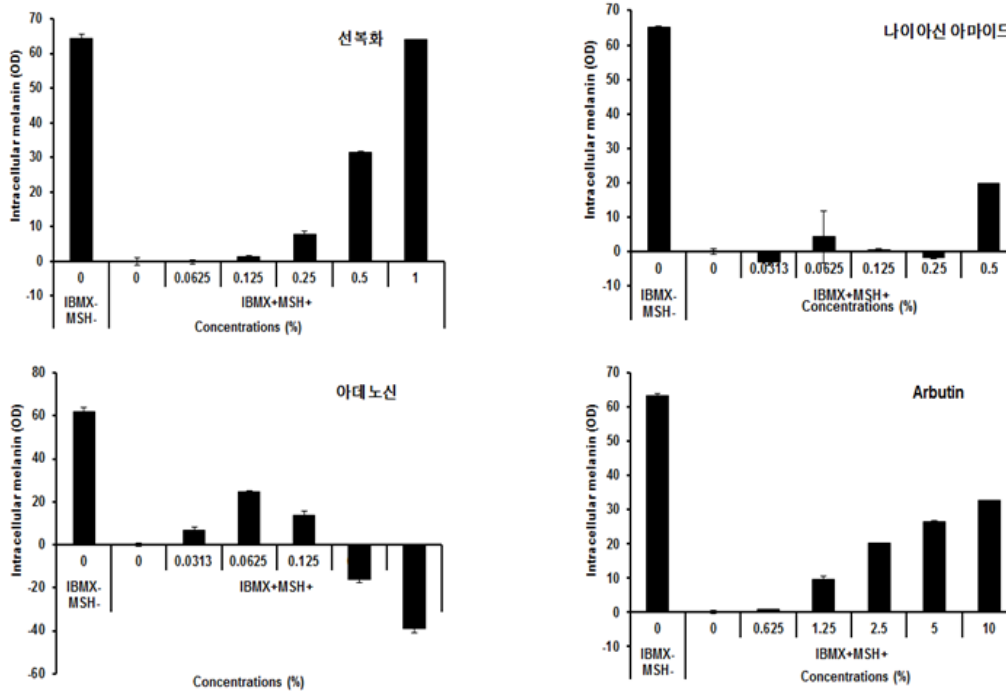 선복화
Intracellular melanin (OD)
70
60
50
40
30
20
10
0
-10
0 0 0.0625 0.125 0.25 0.5 1
IBMX- IBMX+MSH+
MSH-
Concentrations (%)
나이아신 아마이드
Intracellular melanin (OD)
70
60
50
40
30
20
10
0
-10
0 0 0.0313 0.0625 0.125 0.25 0.5
IBMX- IBMX+MSH+
MSH-
Concentrations (%)
아데노신
Intracellular melanin (OD)
80
60
40
20
0
-20
-40
-60
0 0 0.0313 0.0625 0.125
IBMX- IBMX+MSH+
MSH-
Concentrations (%)
Arbutin
Intracellular melanin (OD)
70
60
50
40
30
20
10
0
-10
0 0 0.625 1.25 2.5 5 10
IBMX- IBMX+MSH+
MSH-
Concentrations (%)